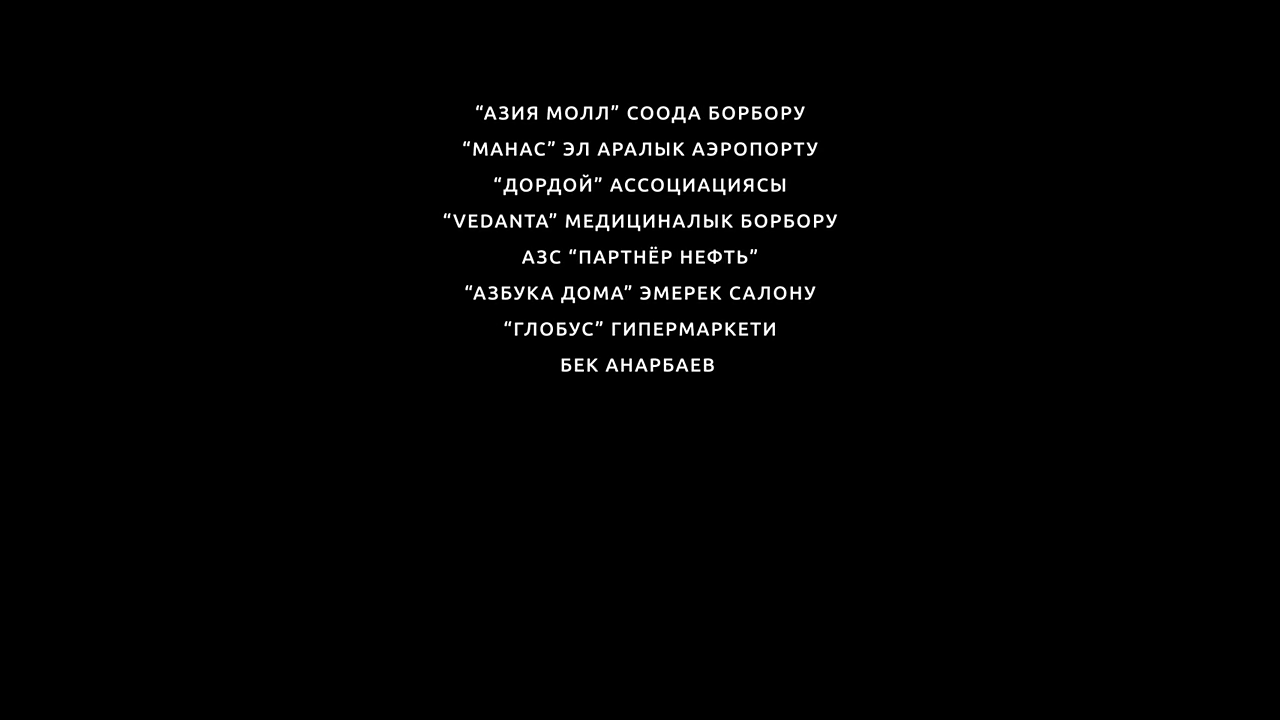 “АЗИЯ МОЛЛ” СООДА БОРБОРУ
“МАНАС” ЭЛ АРАЛЫК АЭРОПОРТУ
“ДОРДОЙ” АССОЦИАЦИЯСЫ
“VEDANTA” МЕДИЦИНАЛЫК БОРБОРУ
АЗС “ПАРТНЁР НЕФТЬ”
“АЗБУКА ДОМА” ЭМЕРЕК САЛОНУ
“ГЛОБУС” ГИПЕРМАРКЕТИ
БЕК АНАРБАЕВ